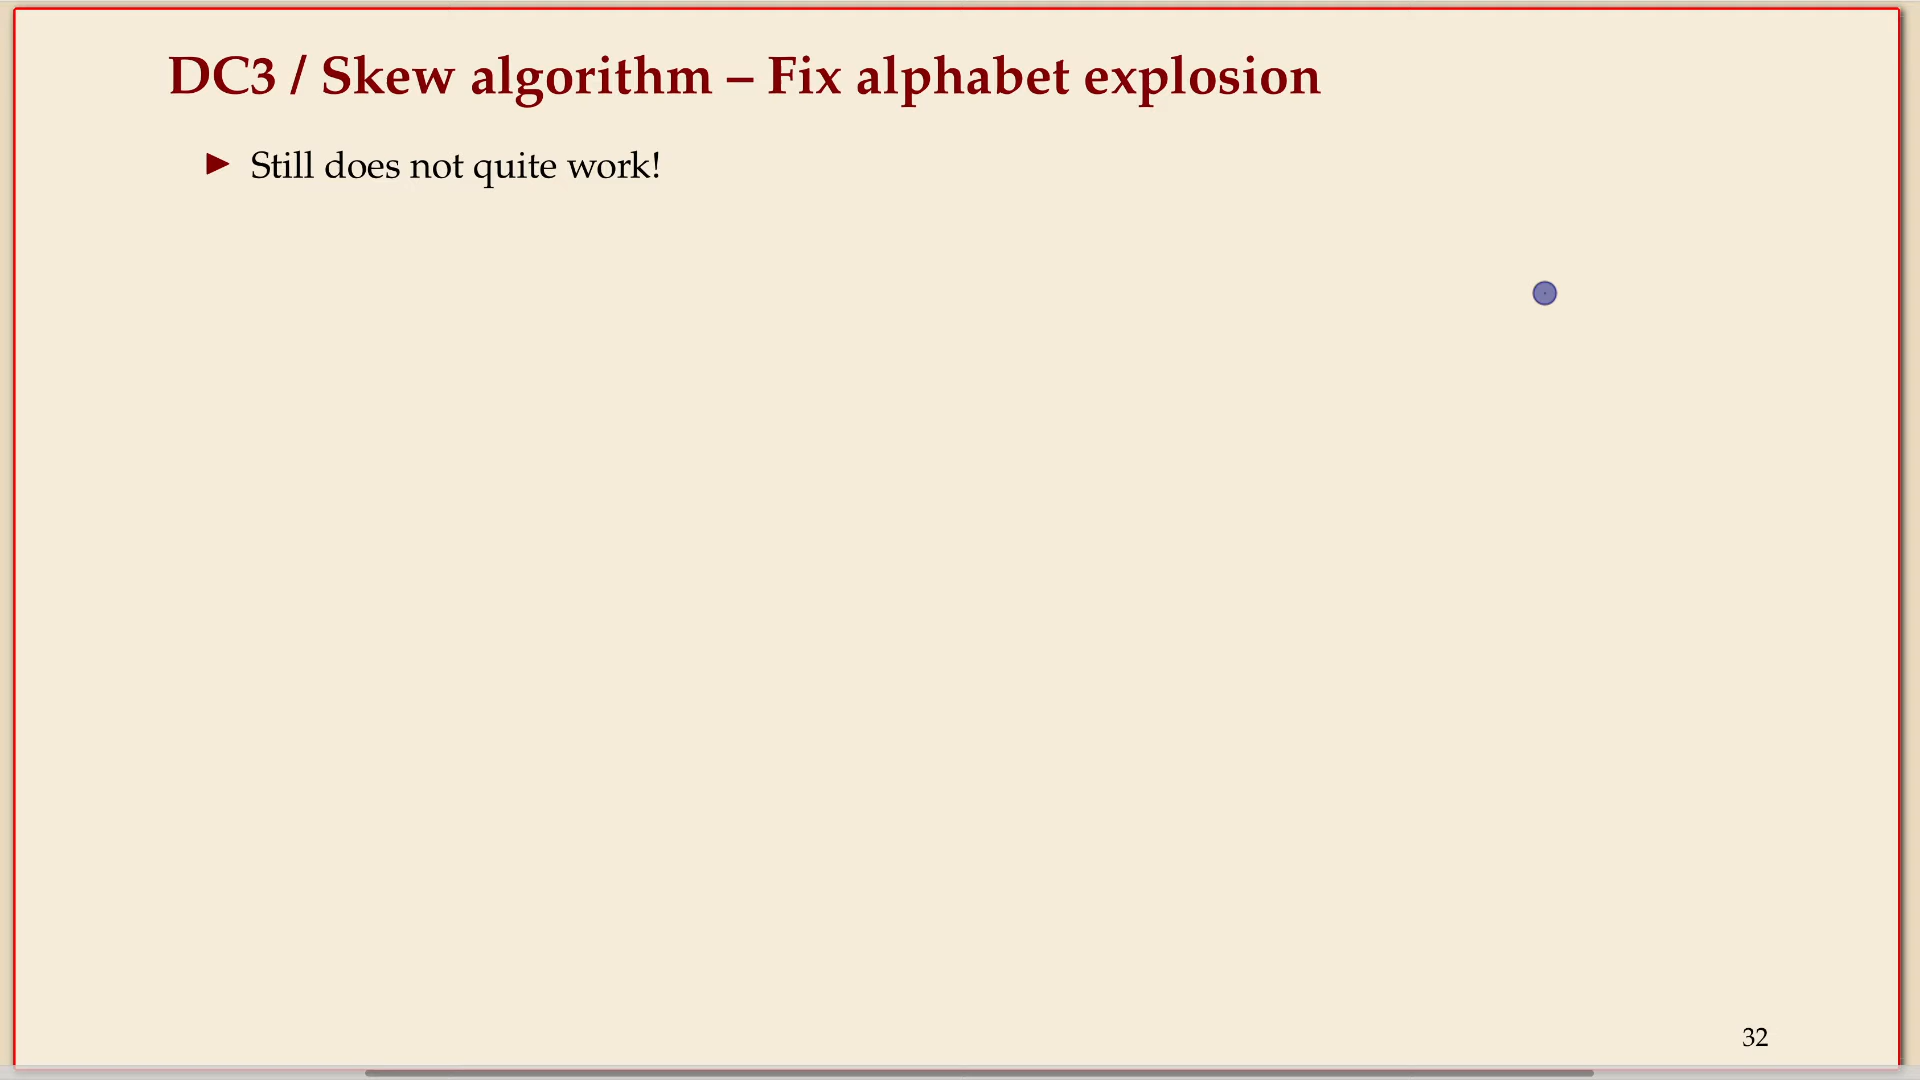 DC3 / Skew algorithm – Fix alphabet explosion
▶ Still does not quite work!
32